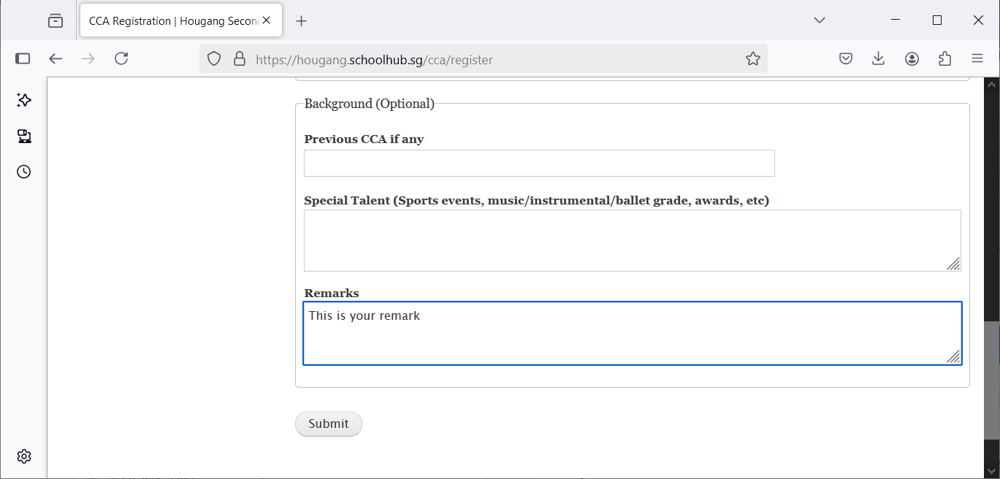 CCA Registration | Hougang Secon
https://hougang.schoolhub.sg/cca/register
Background (Optional)
Previous CCA if any
Special Talent (Sports events, music/instrumental/ballet grade, awards, etc)
Remarks
This is your remark
Submit